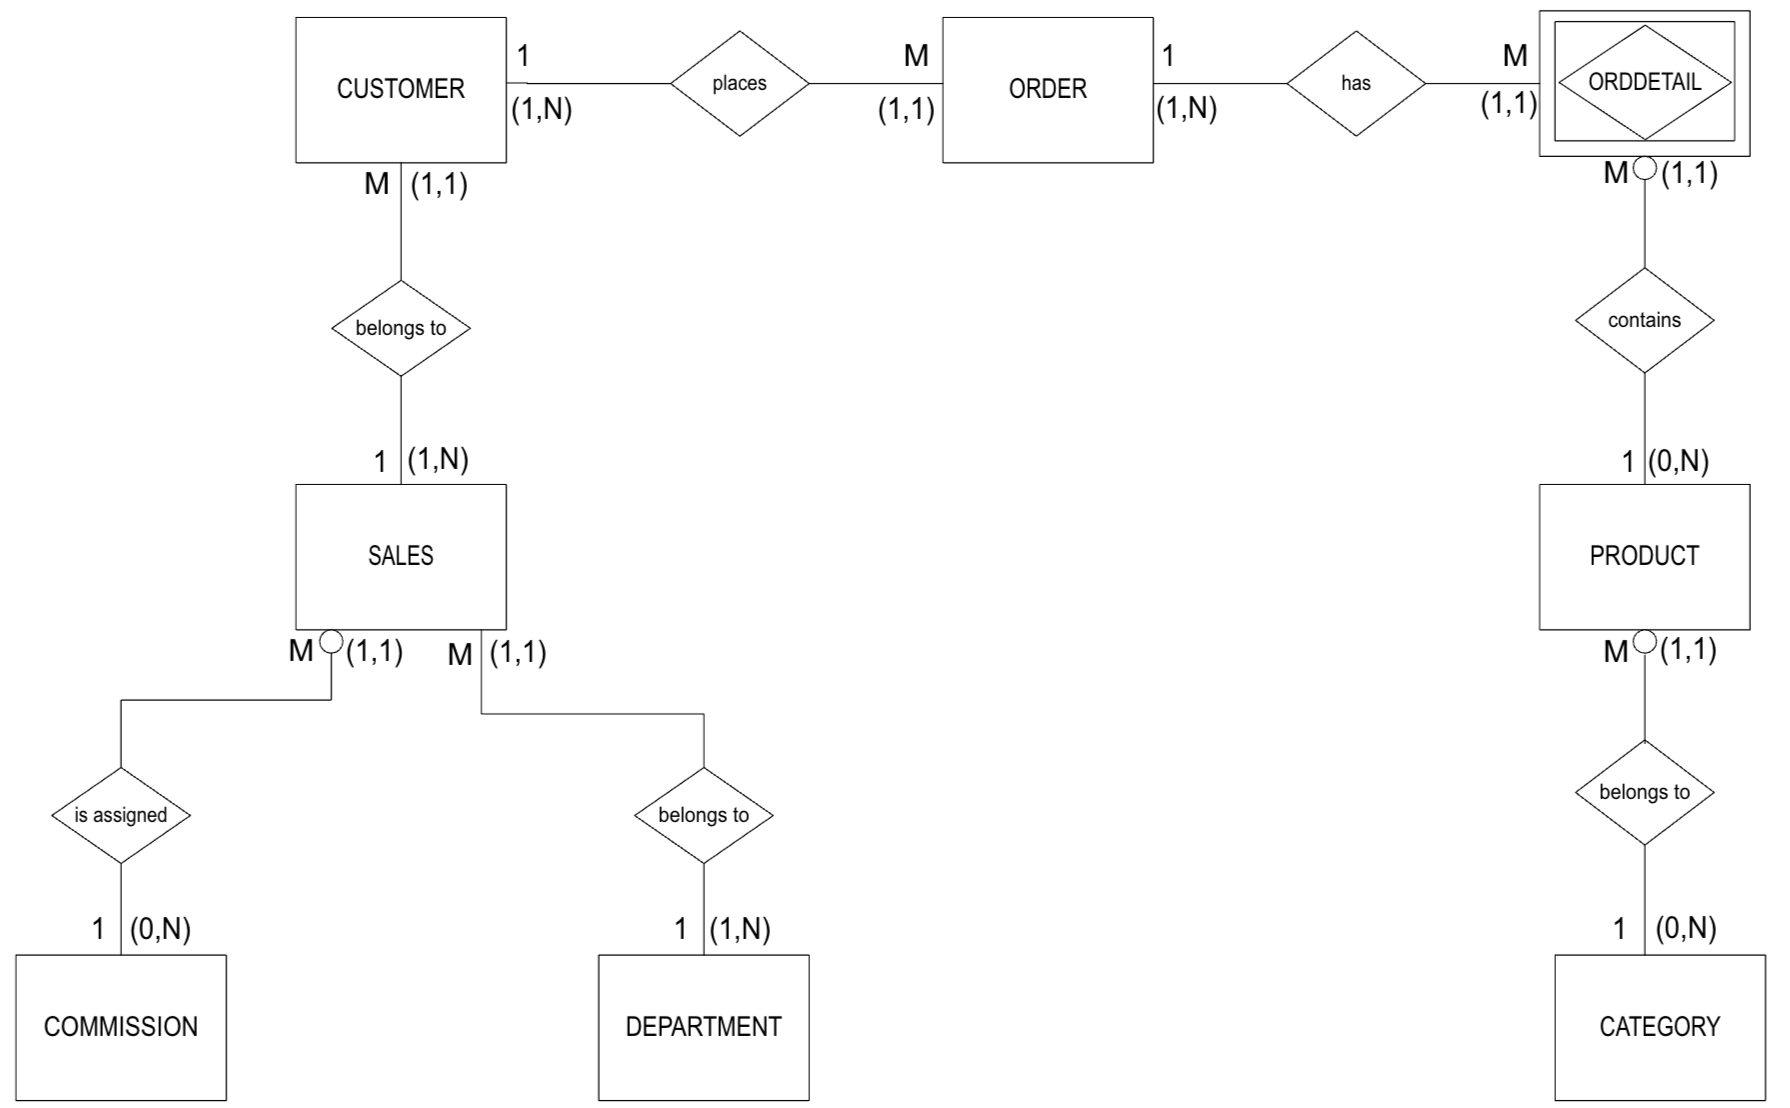 CUSTOMER
1
(1,N)
places
M
(1,1)
ORDER
1
(1,N)
has
M
(1,1)
ORDDETAIL
M (1,1)
M (1,1)
belongs to
contains
1 (1,N)
1 (0,N)
SALES
PRODUCT
M (1,1)
M (1,1)
M (1,1)
is assigned
belongs to
belongs to
1 (0,N)
1 (1,N)
1 (0,N)
COMMISSION
DEPARTMENT
CATEGORY